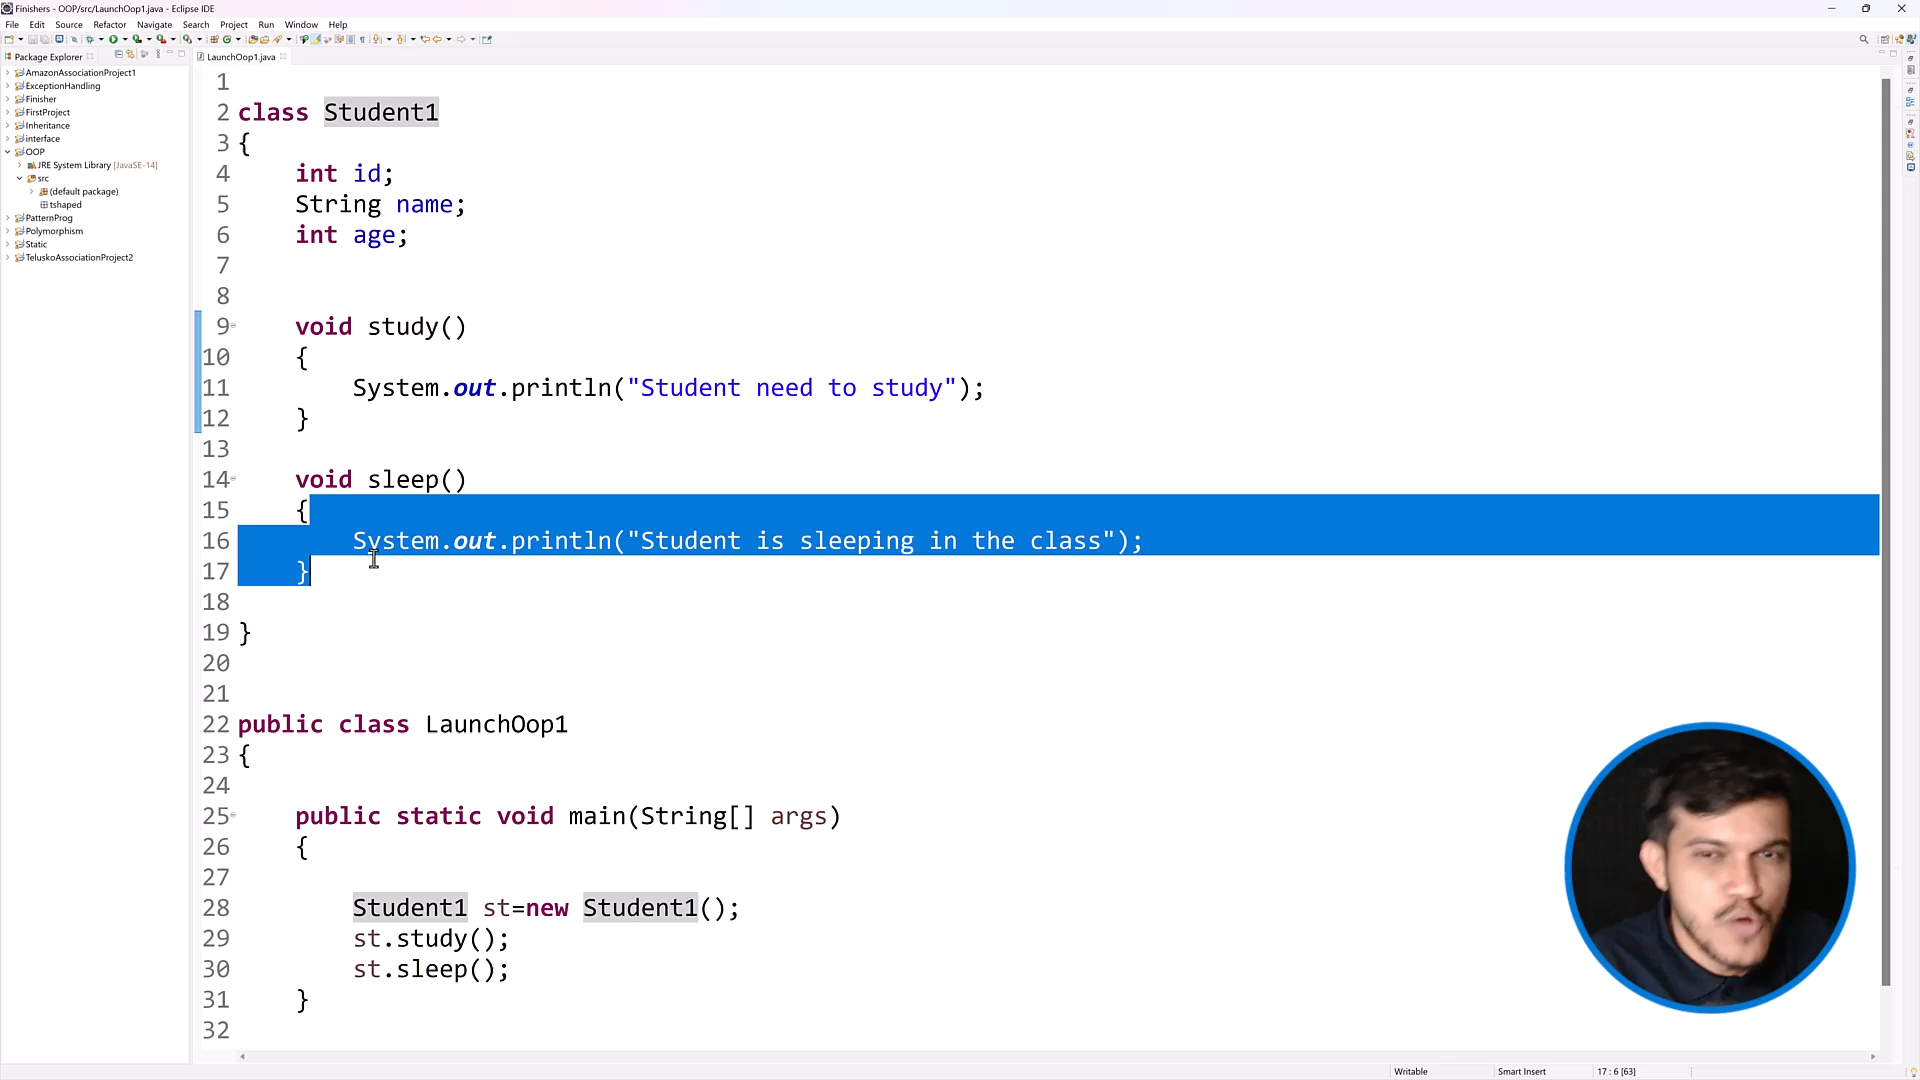 Finishers - OOP/src/LaunchOop1.java - Eclipse IDE
File Edit Source Refactor Navigate Search Project Run Window Help
Package Explorer
AmazonAssociationProject1
ExceptionHandling
Finisher
FirstProject
Inheritance
interface
OOP
JRE System Library [JavaSE-14]
src
(default package)
tshaped
PatternProg
Polymorphism
Static
TeluskoAssociationProject2
LaunchOop1.java
1
2 class Student1
3 {
4 int id;
5 String name;
6 int age;
7
8
9 void study()
10 {
11 System.out.println("Student need to study");
12 }
13
14 void sleep()
15 {
16 System.out.println("Student is sleeping in the class");
17 }
18
19 }
20
21
22 public class LaunchOop1
23 {
24
25 public static void main(String[] args)
26 {
27
28 Student1 st=new Student1();
29 st.study();
30 st.sleep();
31 }
32
Writable Smart Insert 17 : 6 [63]